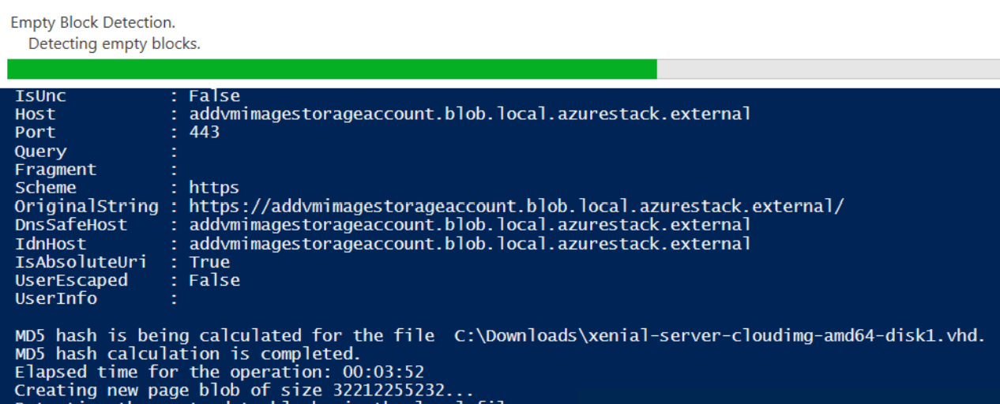 Empty Block Detection.
Detecting empty blocks.
IsUnc : False
Host : addvmimagestorageaccount.blob.local.azurestack.external
Port : 443
Query :
Fragment :
Scheme : https
OriginalString : https://addvmimagestorageaccount.blob.local.azurestack.external/
DnsSafeHost : addvmimagestorageaccount.blob.local.azurestack.external
IdnHost : addvmimagestorageaccount.blob.local.azurestack.external
IsAbsoluteUri : True
UserEscaped : False
UserInfo :
MD5 hash is being calculated for the file C:\Downloads\xenial-server-cloudimg-amd64-disk1.vhd.
MD5 hash calculation is completed.
Elapsed time for the operation: 00:03:52
Creating new page blob of size 32212255232...